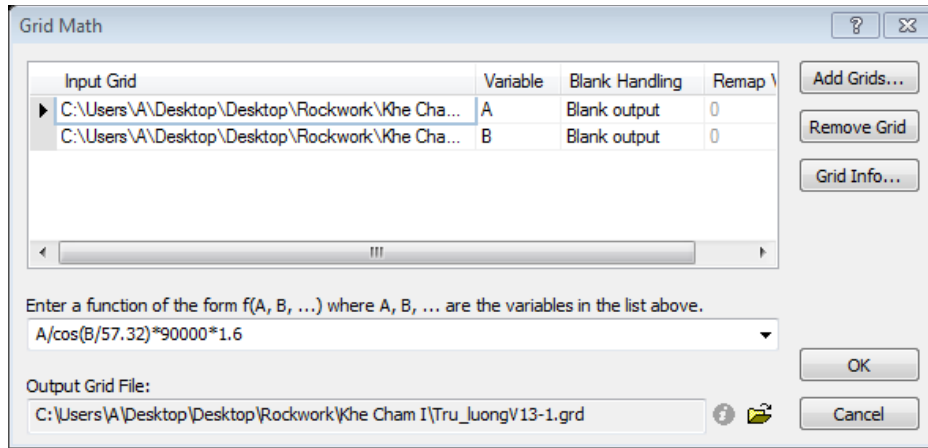 Grid Math
Input Grid Variable Blank Handling Remap V
C:\Users\A\Desktop\Desktop\Rockwork\Khe Cha... A Blank output 0
C:\Users\A\Desktop\Desktop\Rockwork\Khe Cha... B Blank output 0
Add Grids...
Remove Grid
Grid Info...
Enter a function of the form f(A, B, ...) where A, B, ... are the variables in the list above.
A/cos(B/57.32)*90000*1.6
OK
Output Grid File:
C:\Users\A\Desktop\Desktop\Rockwork\Khe Cham I\Tru_luongV13-1.grd
Cancel